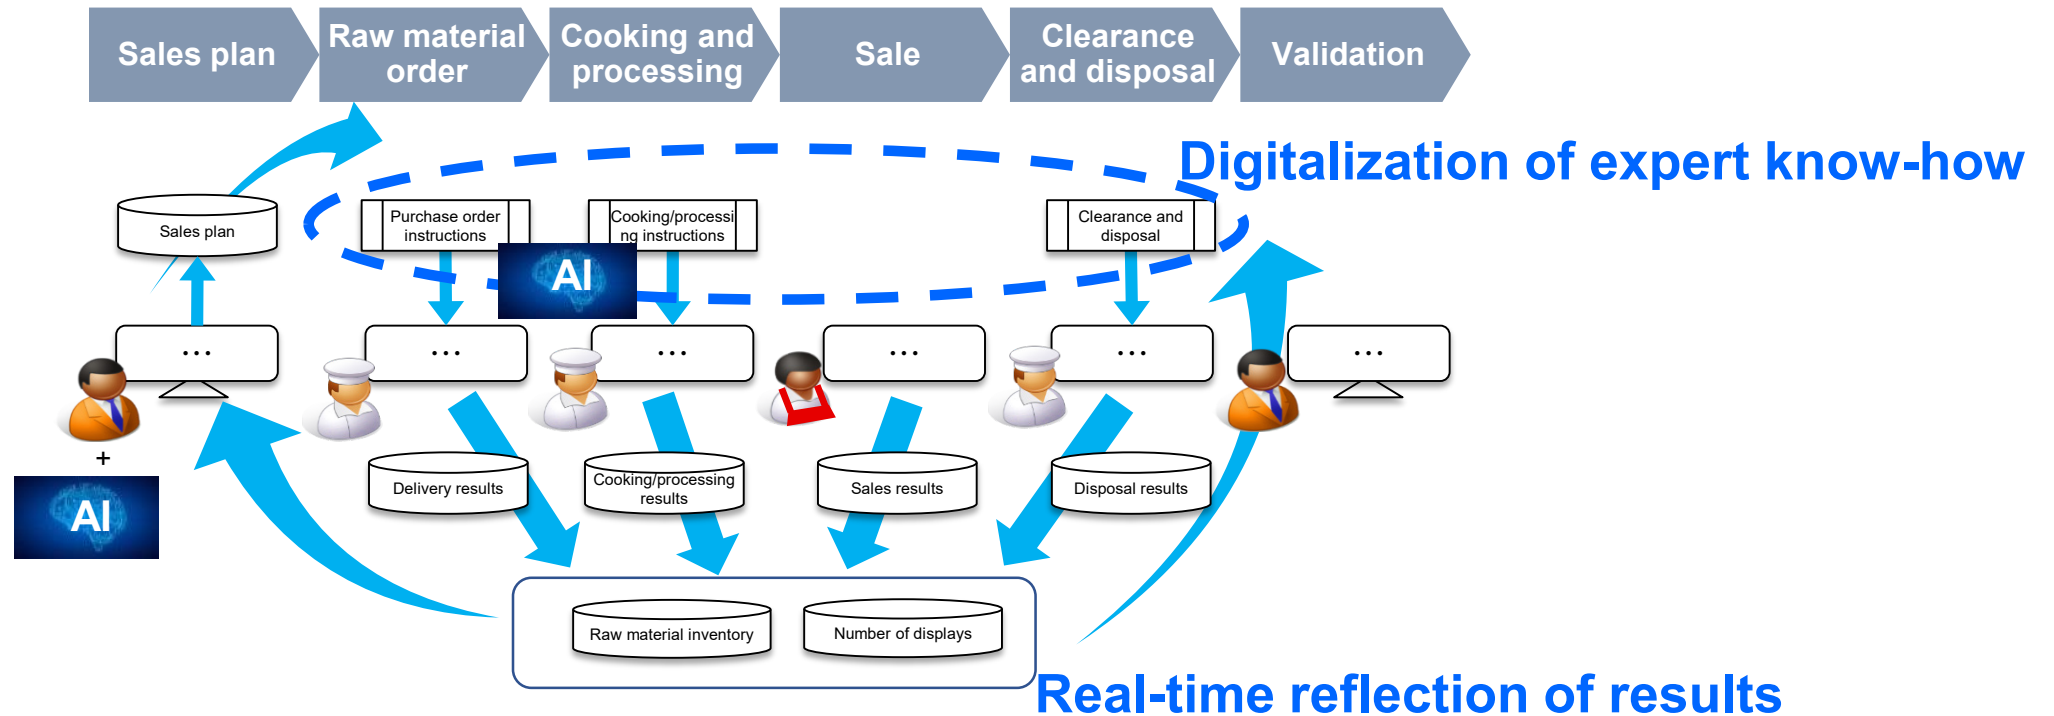 Sales plan
Raw material
order
Cooking and
processing
Sale
Clearance
and disposal
Validation
Digitalization of expert know-how
Sales plan
Purchase order
instructions
Cooking/processi
ng instructions
Clearance and
disposal
AI
...
...
...
...
...
...
+
AI
Delivery results
Cooking/processing
results
Sales results
Disposal results
Raw material inventory
Number of displays
Real-time reflection of results